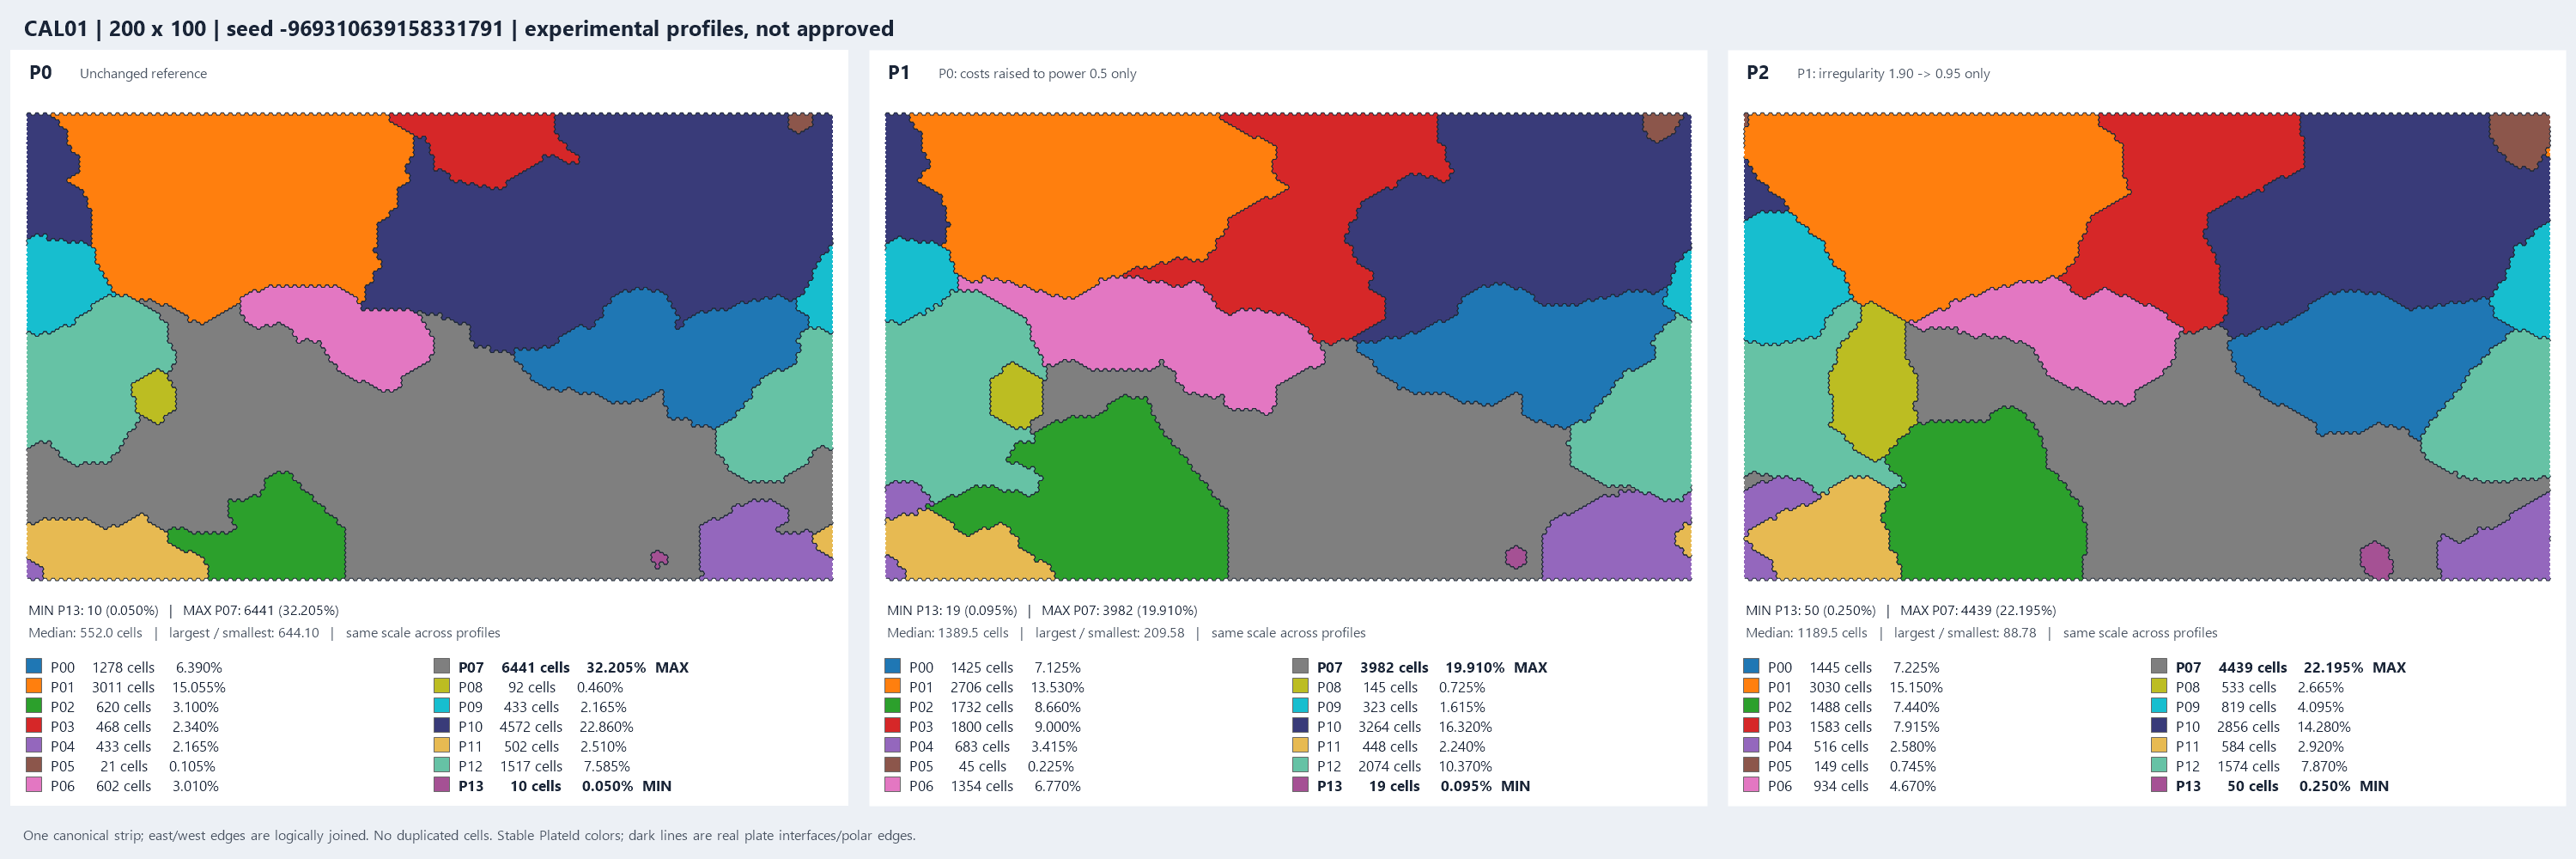 CAL01 | 200 x 100 | seed -969310639158331791 | experimental profiles, not approved
P0 Unchanged reference
MIN P13: 10 (0.050%) | MAX P07: 6441 (32.205%)
Median: 552.0 cells | largest / smallest: 644.10 | same scale across profiles
P00 1278 cells 6.390%
P01 3011 cells 15.055%
P02 620 cells 3.100%
P03 468 cells 2.340%
P04 433 cells 2.165%
P05 21 cells 0.105%
P06 602 cells 3.010%
P07 6441 cells 32.205% MAX
P08 92 cells 0.460%
P09 433 cells 2.165%
P10 4572 cells 22.860%
P11 502 cells 2.510%
P12 1517 cells 7.585%
P13 10 cells 0.050% MIN
P1 P0: costs raised to power 0.5 only
MIN P13: 19 (0.095%) | MAX P07: 3982 (19.910%)
Median: 1389.5 cells | largest / smallest: 209.58 | same scale across profiles
P00 1425 cells 7.125%
P01 2706 cells 13.530%
P02 1732 cells 8.660%
P03 1800 cells 9.000%
P04 683 cells 3.415%
P05 45 cells 0.225%
P06 1354 cells 6.770%
P07 3982 cells 19.910% MAX
P08 145 cells 0.725%
P09 323 cells 1.615%
P10 3264 cells 16.320%
P11 448 cells 2.240%
P12 2074 cells 10.370%
P13 19 cells 0.095% MIN
P2 P1: irregularity 1.90 -> 0.95 only
MIN P13: 50 (0.250%) | MAX P07: 4439 (22.195%)
Median: 1189.5 cells | largest / smallest: 88.78 | same scale across profiles
P00 1445 cells 7.225%
P01 3030 cells 15.150%
P02 1488 cells 7.440%
P03 1583 cells 7.915%
P04 516 cells 2.580%
P05 149 cells 0.745%
P06 934 cells 4.670%
P07 4439 cells 22.195% MAX
P08 533 cells 2.665%
P09 819 cells 4.095%
P10 2856 cells 14.280%
P11 584 cells 2.920%
P12 1574 cells 7.870%
P13 50 cells 0.250% MIN
One canonical strip; east/west edges are logically joined. No duplicated cells. Stable PlateId colors; dark lines are real plate interfaces/polar edges.